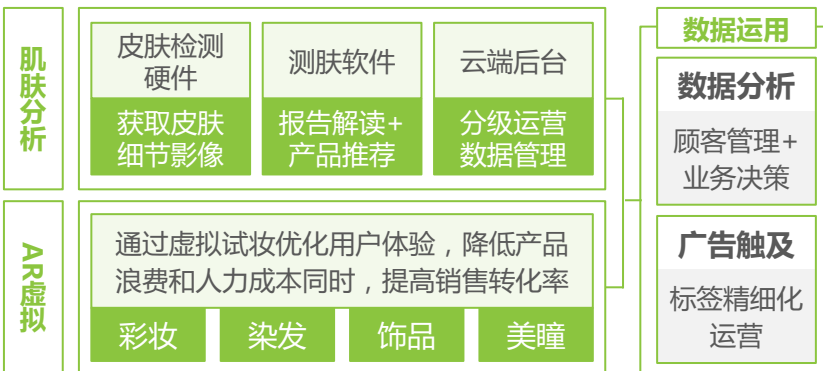 肌肤分析
皮肤检测
硬件
获取皮肤
细节影像
测肤软件
报告解读+
产品推荐
云端后台
分级运营
数据管理
AR虚拟
通过虚拟试妆优化用户体验，降低产品
浪费和人力成本同时，提高销售转化率
彩妆
染发
饰品
美瞳
数据运用
数据分析
顾客管理+
业务决策
广告触及
标签精细化
运营